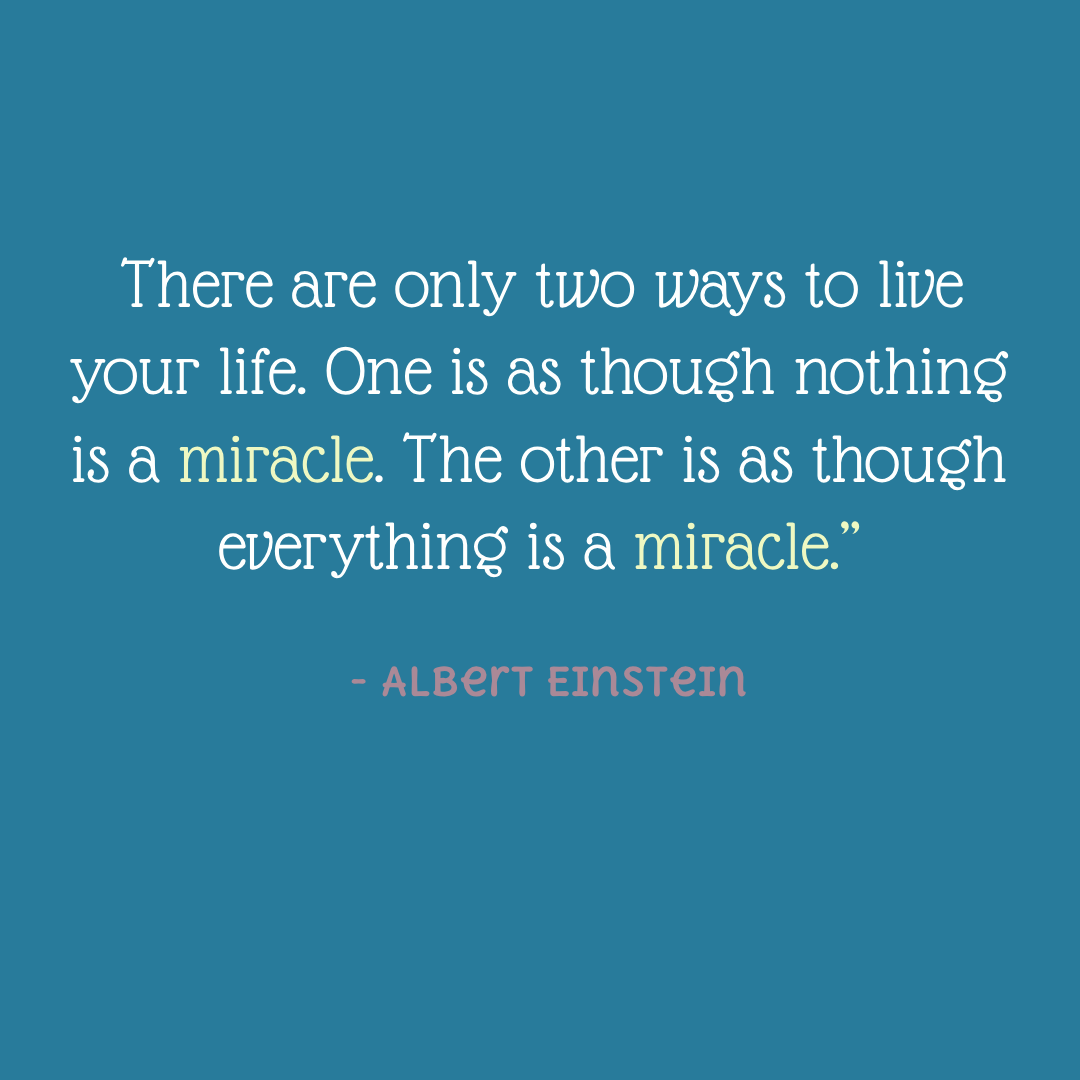 There are only two ways to live
your life. One is as though nothing
is a miracle. The other is as though
everything is a miracle.”
- Albert Einstein